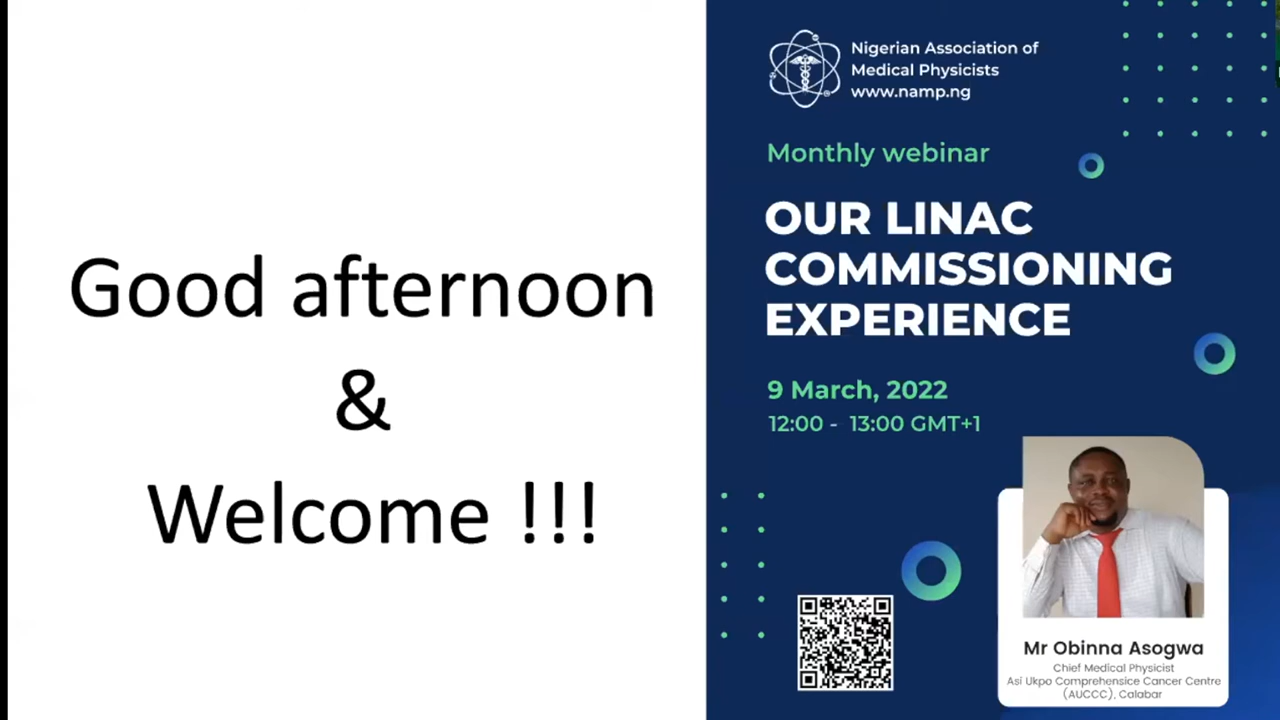 Good afternoon
&
Welcome !!!
Nigerian Association of
Medical Physicists
www.namp.ng
Monthly webinar
OUR LINAC
COMMISSIONING
EXPERIENCE
9 March, 2022
12:00 - 13:00 GMT+1
Mr Obinna Asogwa
Chief Medical Physicist
Asi Ukpo Comprehensice Cancer Centre
(AUCCC), Calabar